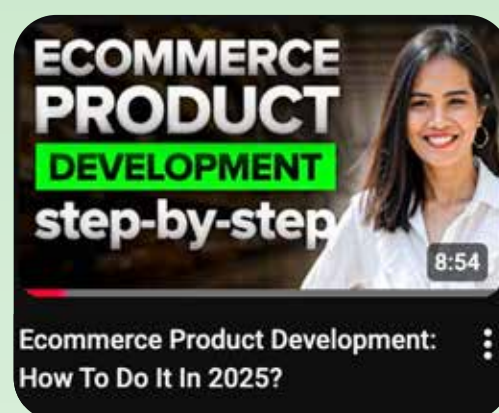 ECOMMERCE
PRODUCT
DEVELOPMENT
step-by-step
8:54
Ecommerce Product Development:
How To Do It In 2025?